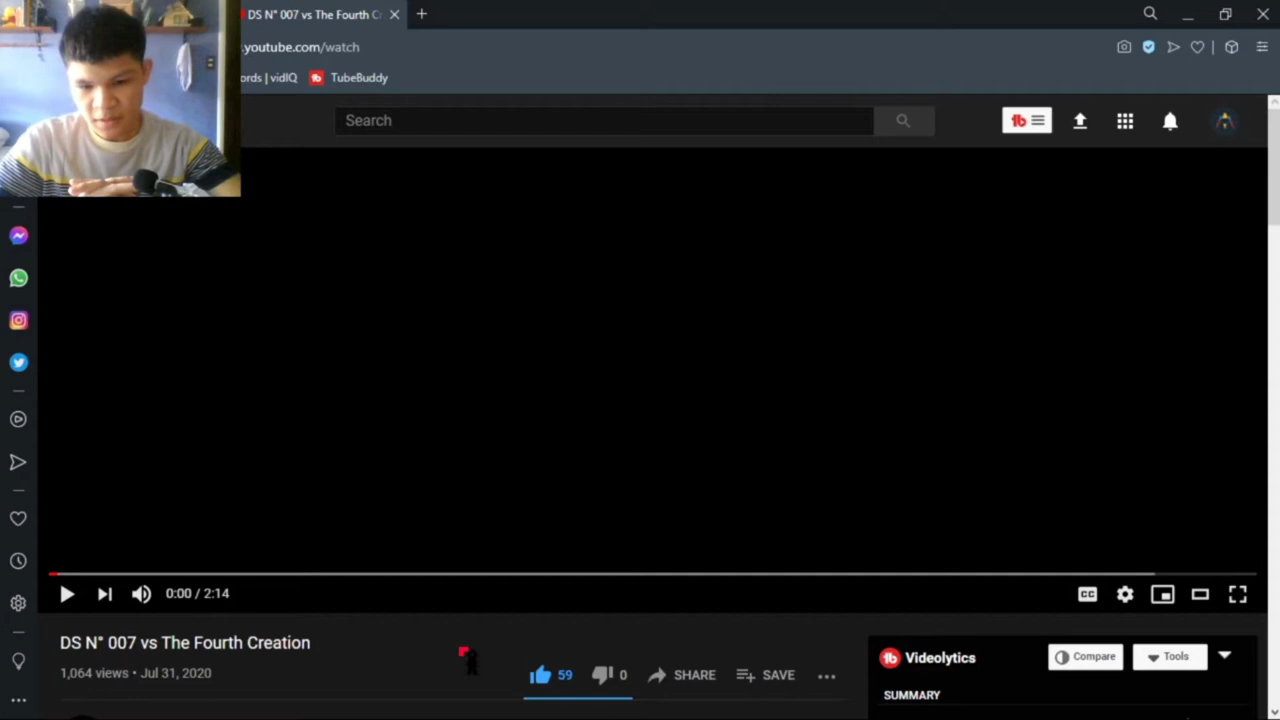 DS N° 007 vs The Fourth C
.youtube.com/watch
ords | vidIQ
TubeBuddy
Search
0:00 / 2:14
CC
DS N° 007 vs The Fourth Creation
1,064 views • Jul 31, 2020
59
0
SHARE
SAVE
Videolytics
Compare
Tools
SUMMARY